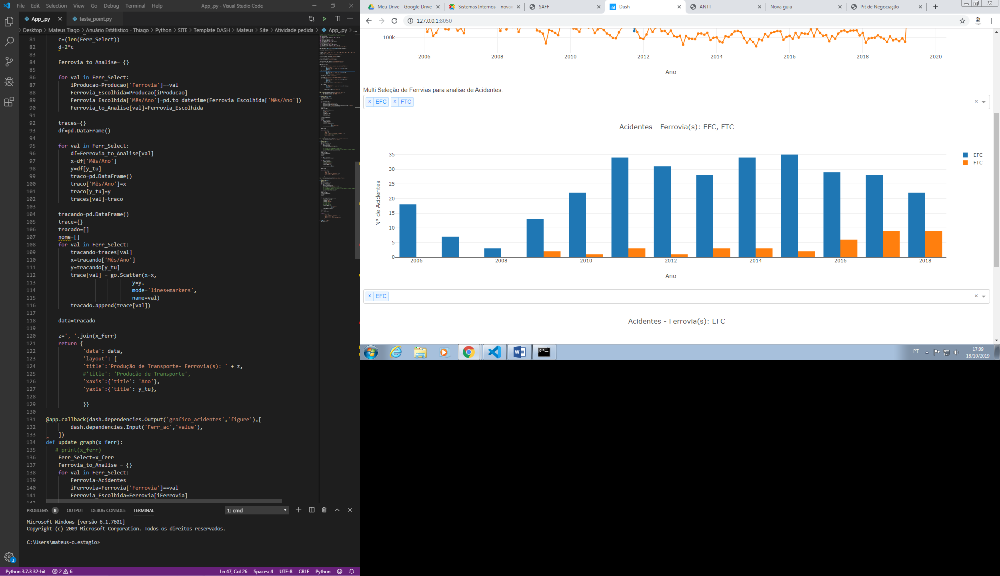 File Edit Selection View Go Debug Terminal Help App_.py - Visual Studio Code
App_.py teste_point.py
Desktop > Mateus Tiago > Anuário Estátistico - Thiago > Python > SITE > Template DASH > Mateus > Site > Atividade pedida > App_.py > ...
81 c=(len(Ferr_Select))
82 d=2*c
83
84 Ferrovia_to_Analise= {}
85
86 for val in Ferr_Select:
87 iProducao=Producao['Ferrovia']==val
88 Ferrovia_Escolhida=Producao[iProducao]
89 Ferrovia_Escolhida['Mês/Ano']=pd.to_datetime(Ferrovia_Escolhida['Mês/Ano'])
90 Ferrovia_to_Analise[val]=Ferrovia_Escolhida
91
92 traces={}
93 df=pd.DataFrame()
94
95 for val in Ferr_Select:
96 df=Ferrovia_to_Analise[val]
97 x=df['Mês/Ano']
98 y=df[y_tu]
99 traco=pd.DataFrame()
100 traco['Mês/Ano']=x
101 traco[y_tu]=y
102 traces[val]=traco
103
104 tracando=pd.DataFrame()
105 trace={}
106 tracado=[]
107 nome=[]
108 for val in Ferr_Select:
109 tracando=traces[val]
110 x=tracando['Mês/Ano']
111 y=tracando[y_tu]
112 trace[val] = go.Scatter(x=x,
113 y=y,
114 mode='lines+markers',
115 name=val)
116 tracado.append(trace[val])
117
118 data=tracado
119
120 z=', '.join(x_ferr)
121 return {
122 'data': data,
123 'layout': {
124 'title':'Produção de Transporte- Ferrovia(s): ' + z,
125 #'title': 'Produção de Transporte',
126 'xaxis':{'title': 'Ano'},
127 'yaxis':{'title': y_tu},
128
129 }}
130
131 @app.callback(dash.dependencies.Output('grafico_acidentes','figure'),[
132 dash.dependencies.Input('Ferr_ac','value'),
133 ])
134 def update_graph(x_ferr):
135 # print(x_ferr)
136 Ferr_Select=x_ferr
137 Ferrovia_to_Analise = {}
138 for val in Ferr_Select:
139 Ferrovia=Acidentes
140 iFerrovia=Ferrovia['Ferrovia']==val
141 Ferrovia_Escolhida=Ferrovia[iFerrovia]
PROBLEMS 8 OUTPUT DEBUG CONSOLE TERMINAL 1: cmd
Microsoft Windows [versão 6.1.7601]
Copyright (c) 2009 Microsoft Corporation. Todos os direitos reservados.
C:\Users\mateus-o.estagio>
1
Python 3.7.3 32-bit 2 6 Ln 47, Col 26 Spaces: 4 UTF-8 CRLF Python
Meu Drive - Google Drive Sistemas Internos – novai SAFF Dash ANTT Nova guia Pit de Negociação
127.0.0.1:8050
100k
2006 2008 2010 2012 2014 2016 2018 2020
Ano
Multi Seleção de Ferrvias para analise de Acidentes:
× EFC × FTC
Acidentes - Ferrovia(s): EFC, FTC
35
30
25
20
15
10
5
0
Nº de Acidentes
EFC
FTC
2006 2008 2010 2012 2014 2016 2018
Ano
× EFC
Acidentes - Ferrovia(s): EFC
PT 17:09
18/10/2019